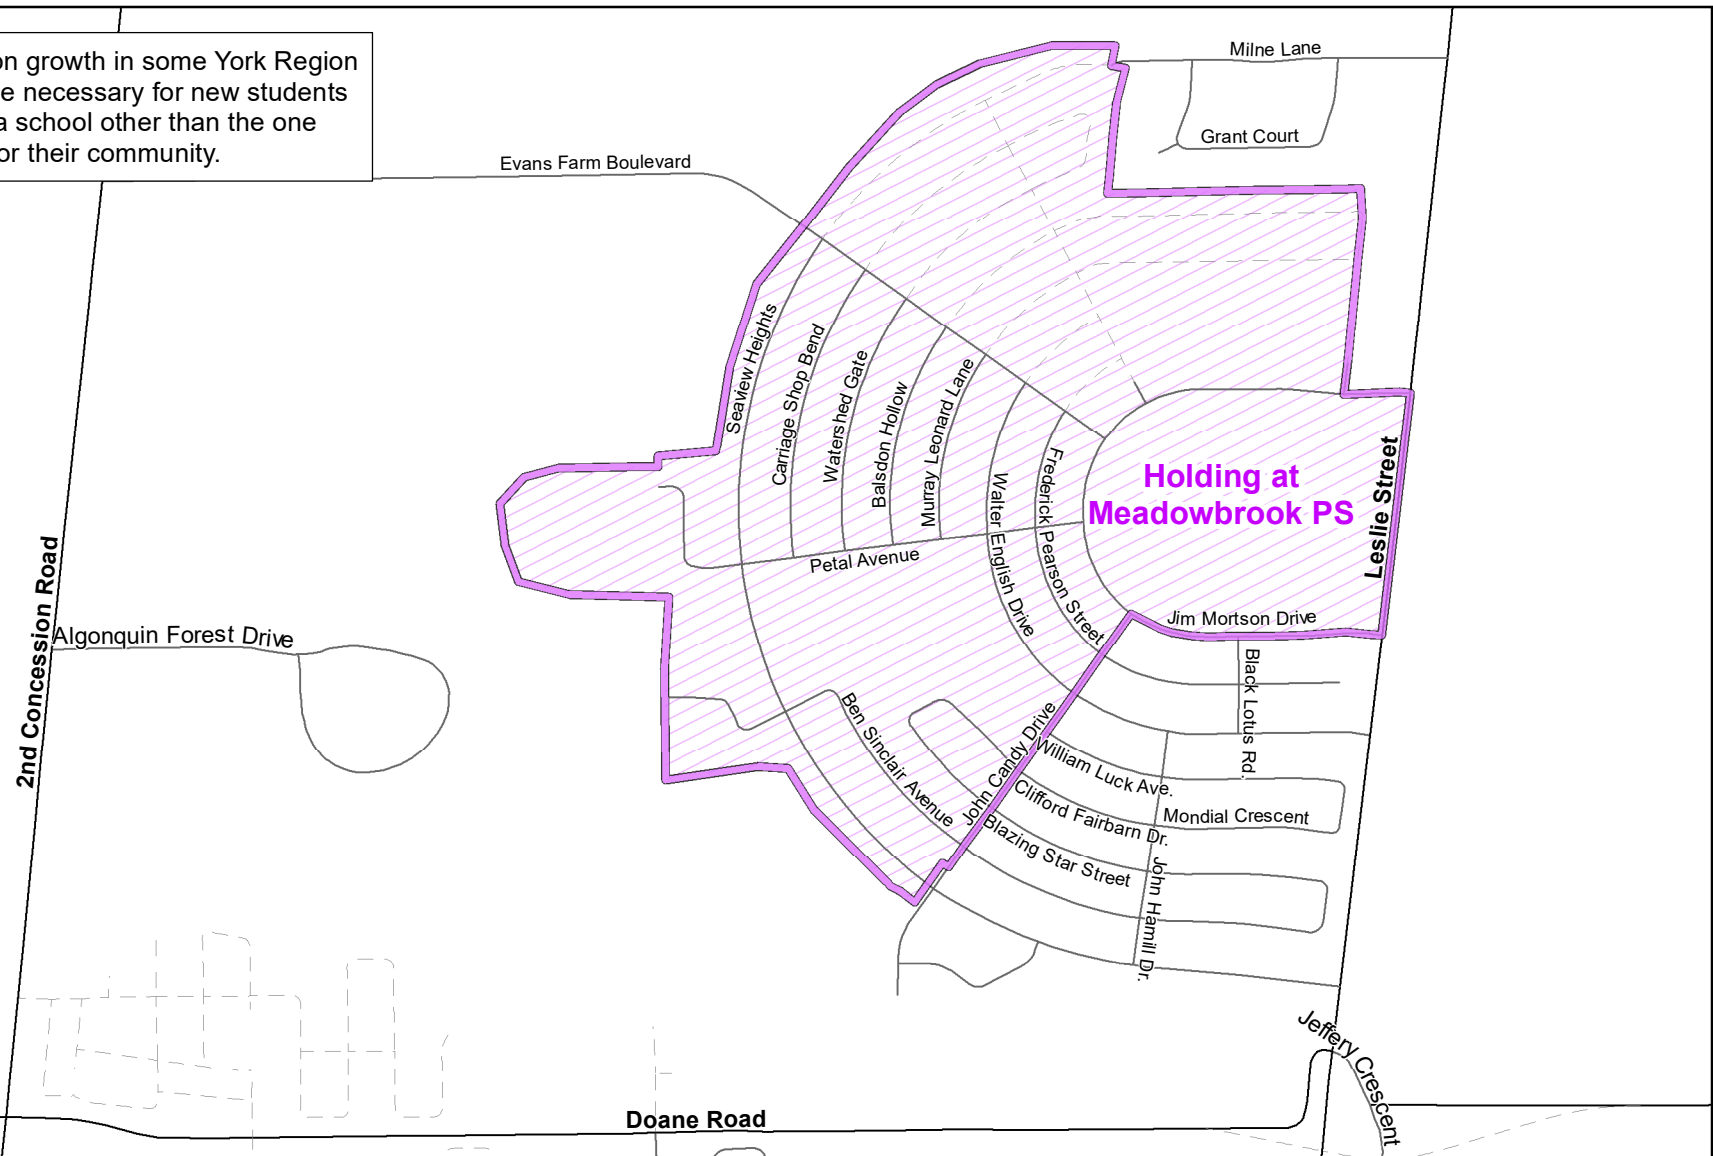 on growth in some York Region
e necessary for new students
a school other than the one
or their community.
Milne Lane
Grant Court
Evans Farm Boulevard
Seaview Heights
Carriage Shop Bend
Watershed Gate
Balsdon Hollow
Murray Leonard Lane
Walter English Drive
Frederick Pearson Street
Holding at
Meadowbrook PS
Leslie Street
Petal Avenue
Jim Mortson Drive
2nd Concession Road
Algonquin Forest Drive
Black Lotus Rd.
Ben Sinclair Avenue
John Candy Drive
William Luck Ave.
Clifford Fairbarn Dr.
Mondial Crescent
Blazing Star Street
John Hamill Dr.
Jeffery Crescent
Doane Road